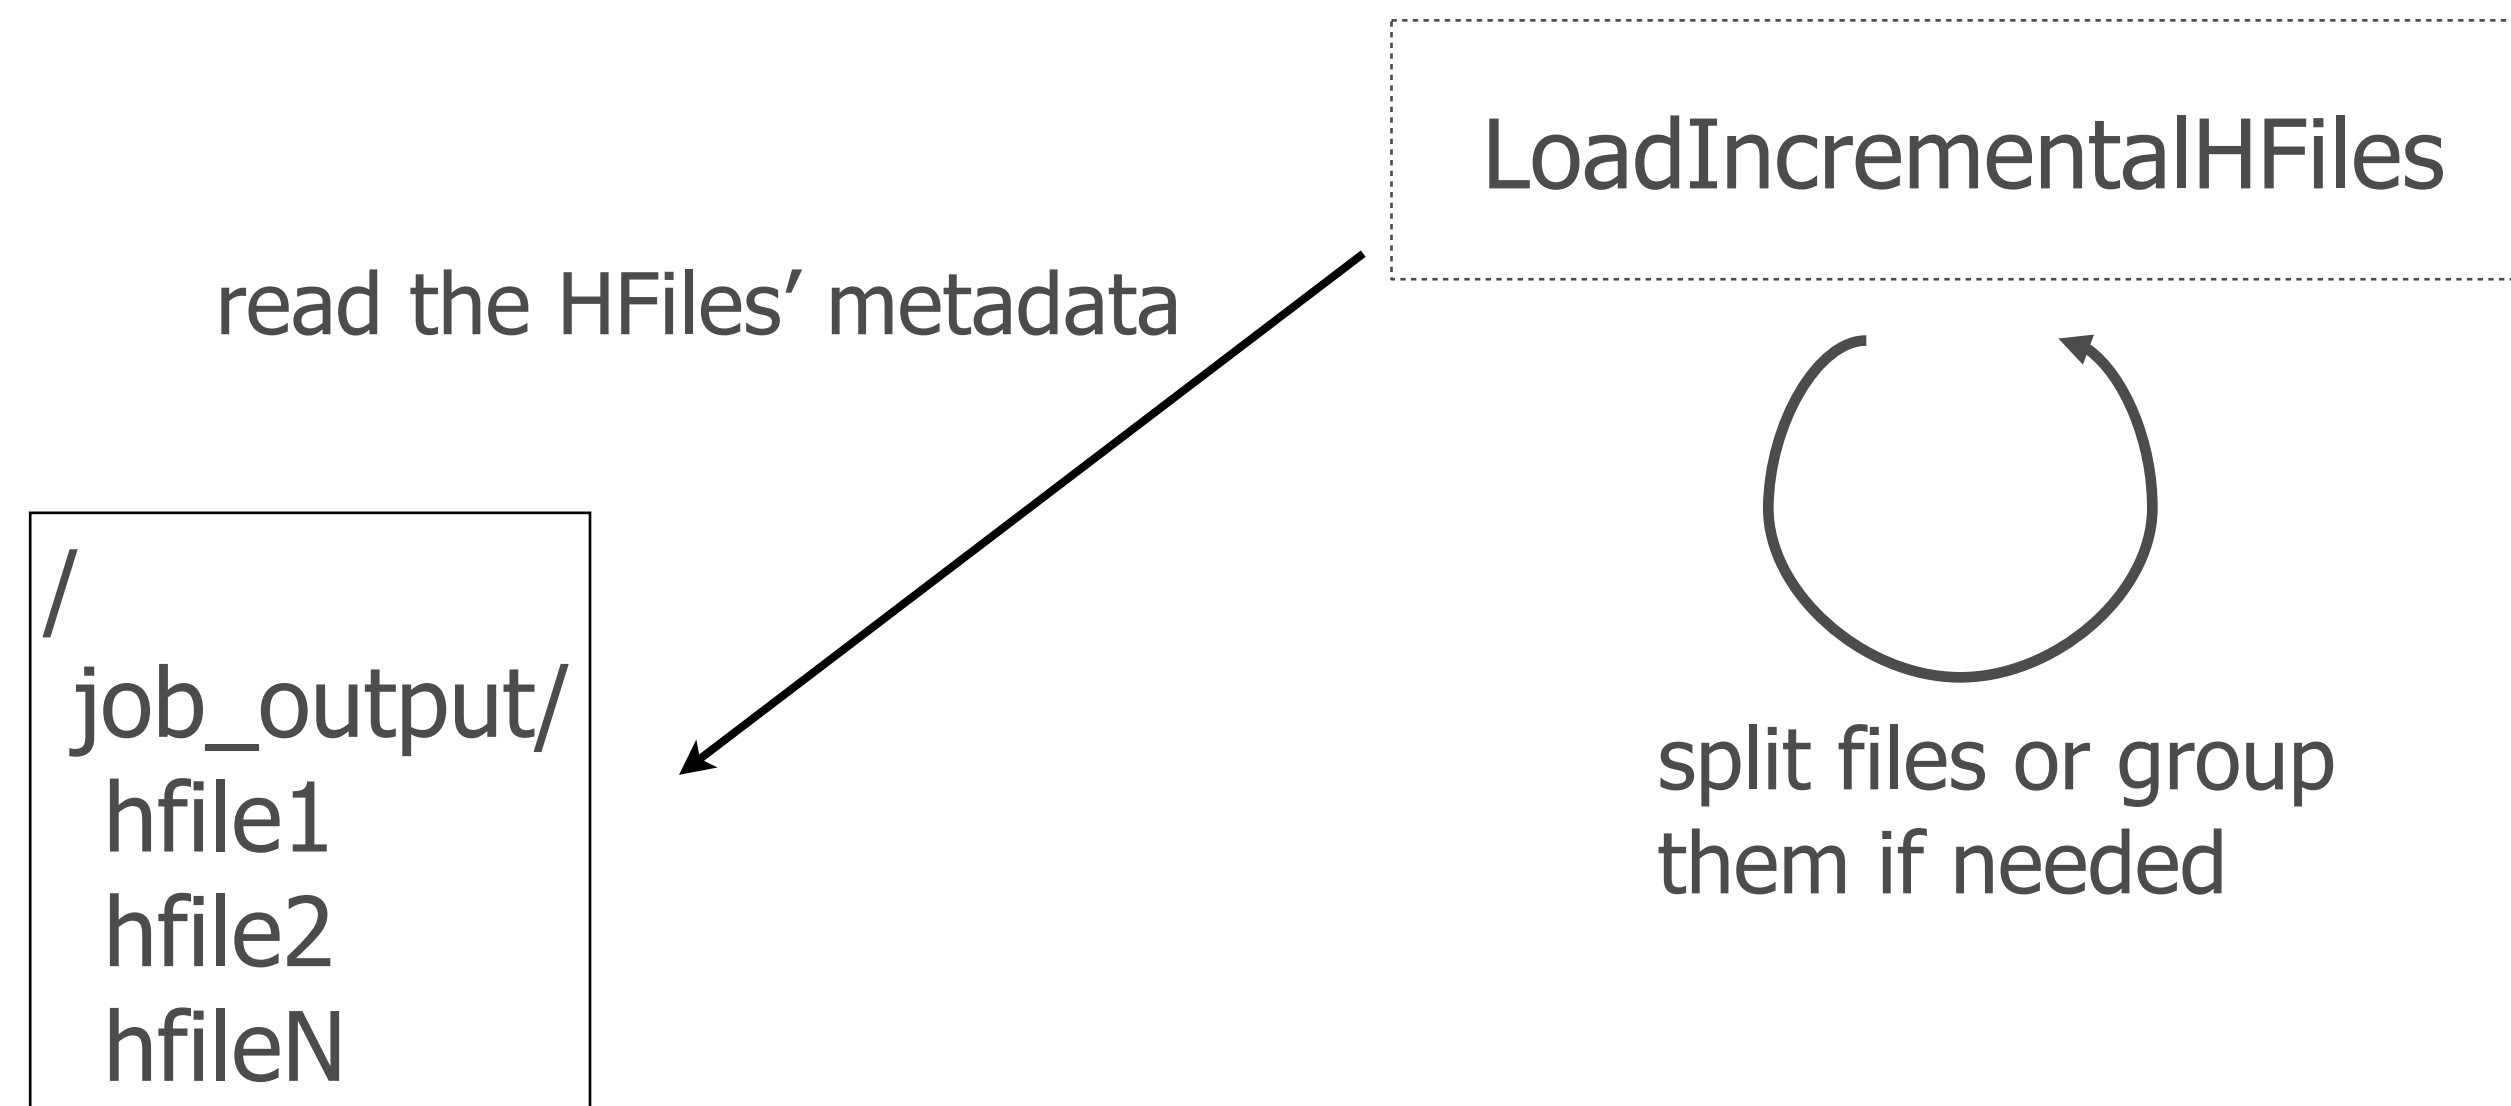 LoadIncrementalHFiles
read the HFiles’ metadata
/
job_output/
hfile1
hfile2
hfileN
split files or group
them if needed